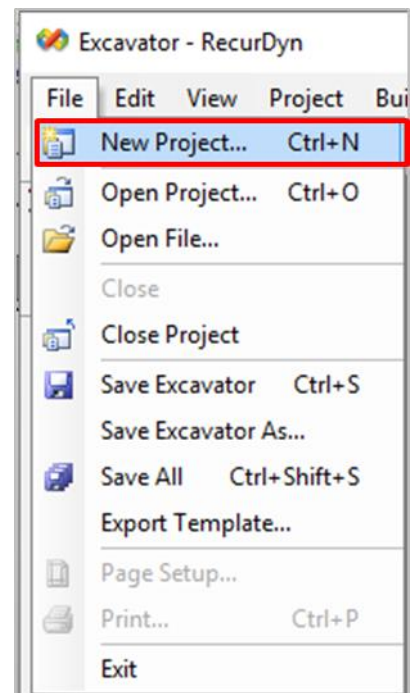 Excavator - RecurDyn
File Edit View Project Bui
New Project... Ctrl+N
Open Project... Ctrl+O
Open File...
Close
Close Project
Save Excavator Ctrl+S
Save Excavator As...
Save All Ctrl+Shift+S
Export Template...
Page Setup...
Print... Ctrl+P
Exit